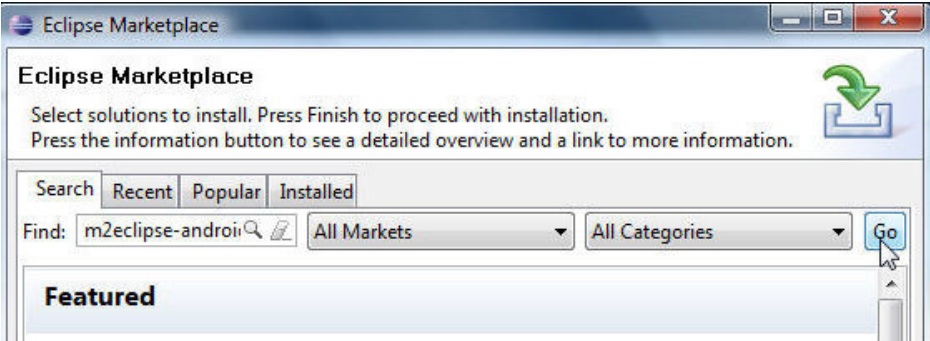 Eclipse Marketplace
Eclipse Marketplace
Select solutions to install. Press Finish to proceed with installation.
Press the information button to see a detailed overview and a link to more information.
Search Recent Popular Installed
Find: m2eclipse-androi All Markets All Categories Go
Featured